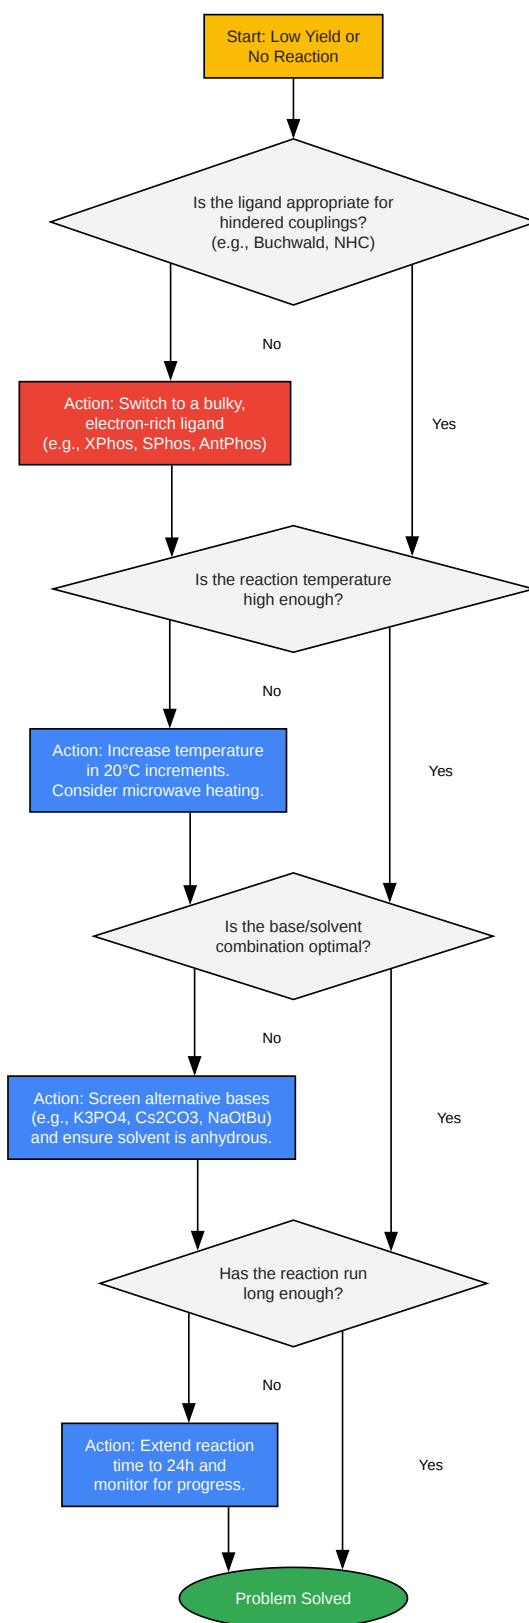 Start: Low Yield or
No Reaction
Is the ligand appropriate for
hindered couplings?
(e.g., Buchwald, NHC)
No
Action: Switch to a bulky,
electron-rich ligand
(e.g., XPhos, SPhos, AntPhos)
Yes
Is the reaction temperature
high enough?
No
Action: Increase temperature
in 20°C increments.
Consider microwave heating.
Yes
Is the base/solvent
combination optimal?
No
Action: Screen alternative bases
(e.g., K3PO4, Cs2CO3, NaOtBu)
and ensure solvent is anhydrous.
Yes
Has the reaction run
long enough?
No
Action: Extend reaction
time to 24h and
monitor for progress.
Yes
Problem Solved